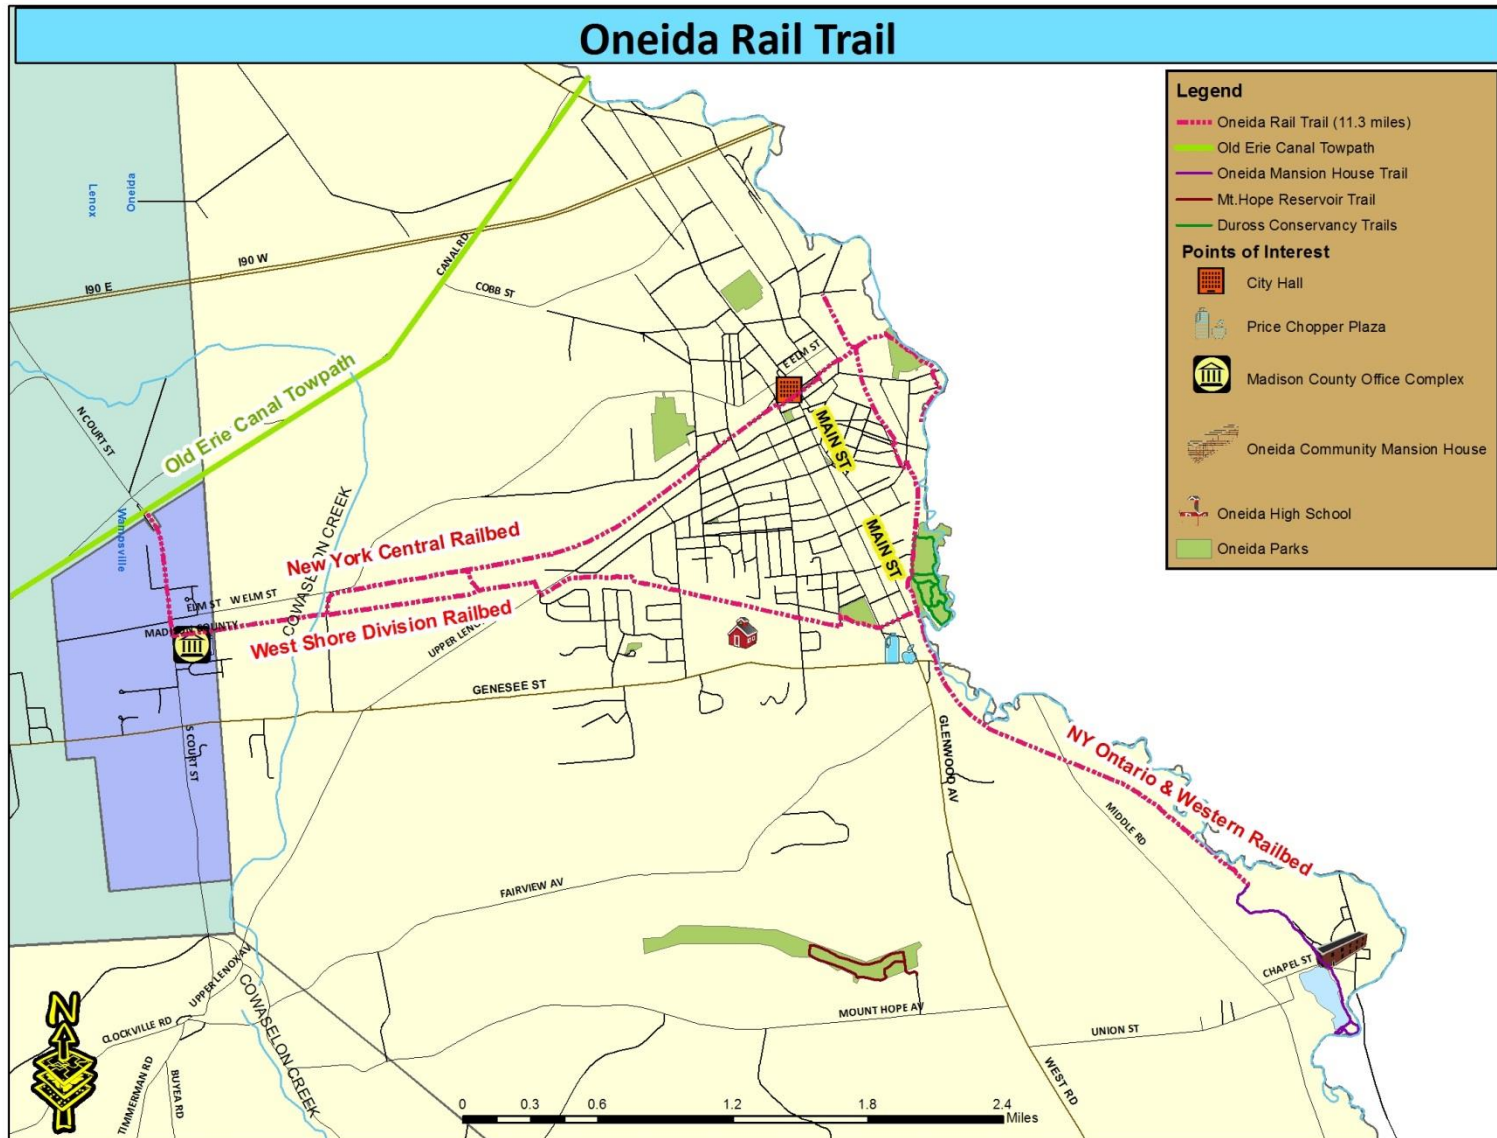 Oneida Rail Trail
Legend
Oneida Rail Trail (11.3 miles)
Old Erie Canal Towpath
Oneida Mansion House Trail
Mt.Hope Reservoir Trail
Duross Conservancy Trails
Points of Interest
City Hall
Price Chopper Plaza
Madison County Office Complex
Oneida Community Mansion House
Oneida High School
Oneida Parks
Lenox
Oneida
I90 E
I90 W
CANAL RD
COBB ST
N COURT ST
Old Erie Canal Towpath
E ELM ST
MAIN ST
MAIN ST
Wampsville
COWASELON CREEK
New York Central Railbed
ELM ST
W ELM ST
MADISON COUNTY
West Shore Division Railbed
UPPER LENO
GENESEE ST
S COURT ST
GLENWOOD AV
NY Ontario & Western Railbed
MIDDLE RD
FAIRVIEW AV
CHAPEL ST
UPPER LENOX AV
COWASELON CREEK
CLOCKVILLE RD
TIMMERMAN RD
BUYEA RD
MOUNT HOPE AV
UNION ST
WEST RD
N
0 0.3 0.6 1.2 1.8 2.4
Miles